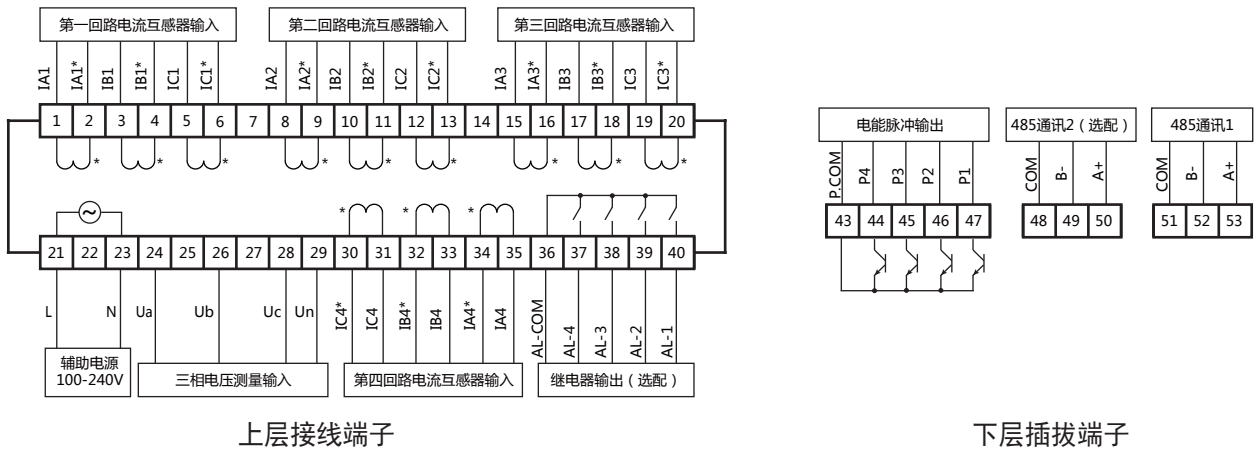 第一回路电流互感器输入
第二回路电流互感器输入
第三回路电流互感器输入
IA1 IA1* IB1 IB1* IC1 IC1*
IA2 IA2* IB2 IB2* IC2 IC2*
IA3 IA3* IB3 IB3* IC3 IC3*
1 2 3 4 5 6 7 8 9 10 11 12 13 14 15 16 17 18 19 20
* * * * * * * * *
* * *
21 22 23 24 25 26 27 28 29 30 31 32 33 34 35 36 37 38 39 40
L N Ua Ub Uc Un
IC4* IC4 IB4* IB4 IA4* IA4
AL-COM AL-4 AL-3 AL-2 AL-1
辅助电源
100-240V
三相电压测量输入
第四回路电流互感器输入
继电器输出（选配）
上层接线端子
电能脉冲输出
485通讯2（选配）
485通讯1
P.COM P4 P3 P2 P1
COM B- A+
COM B- A+
43 44 45 46 47
48 49 50
51 52 53
下层插拔端子